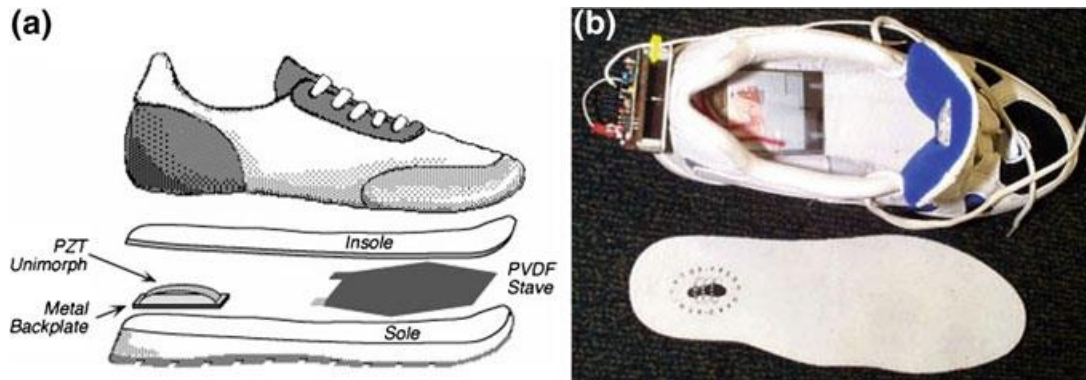 (a)
Insole
PZT
Unimorph
PVDF
Stave
Metal
Backplate
Sole
(b)